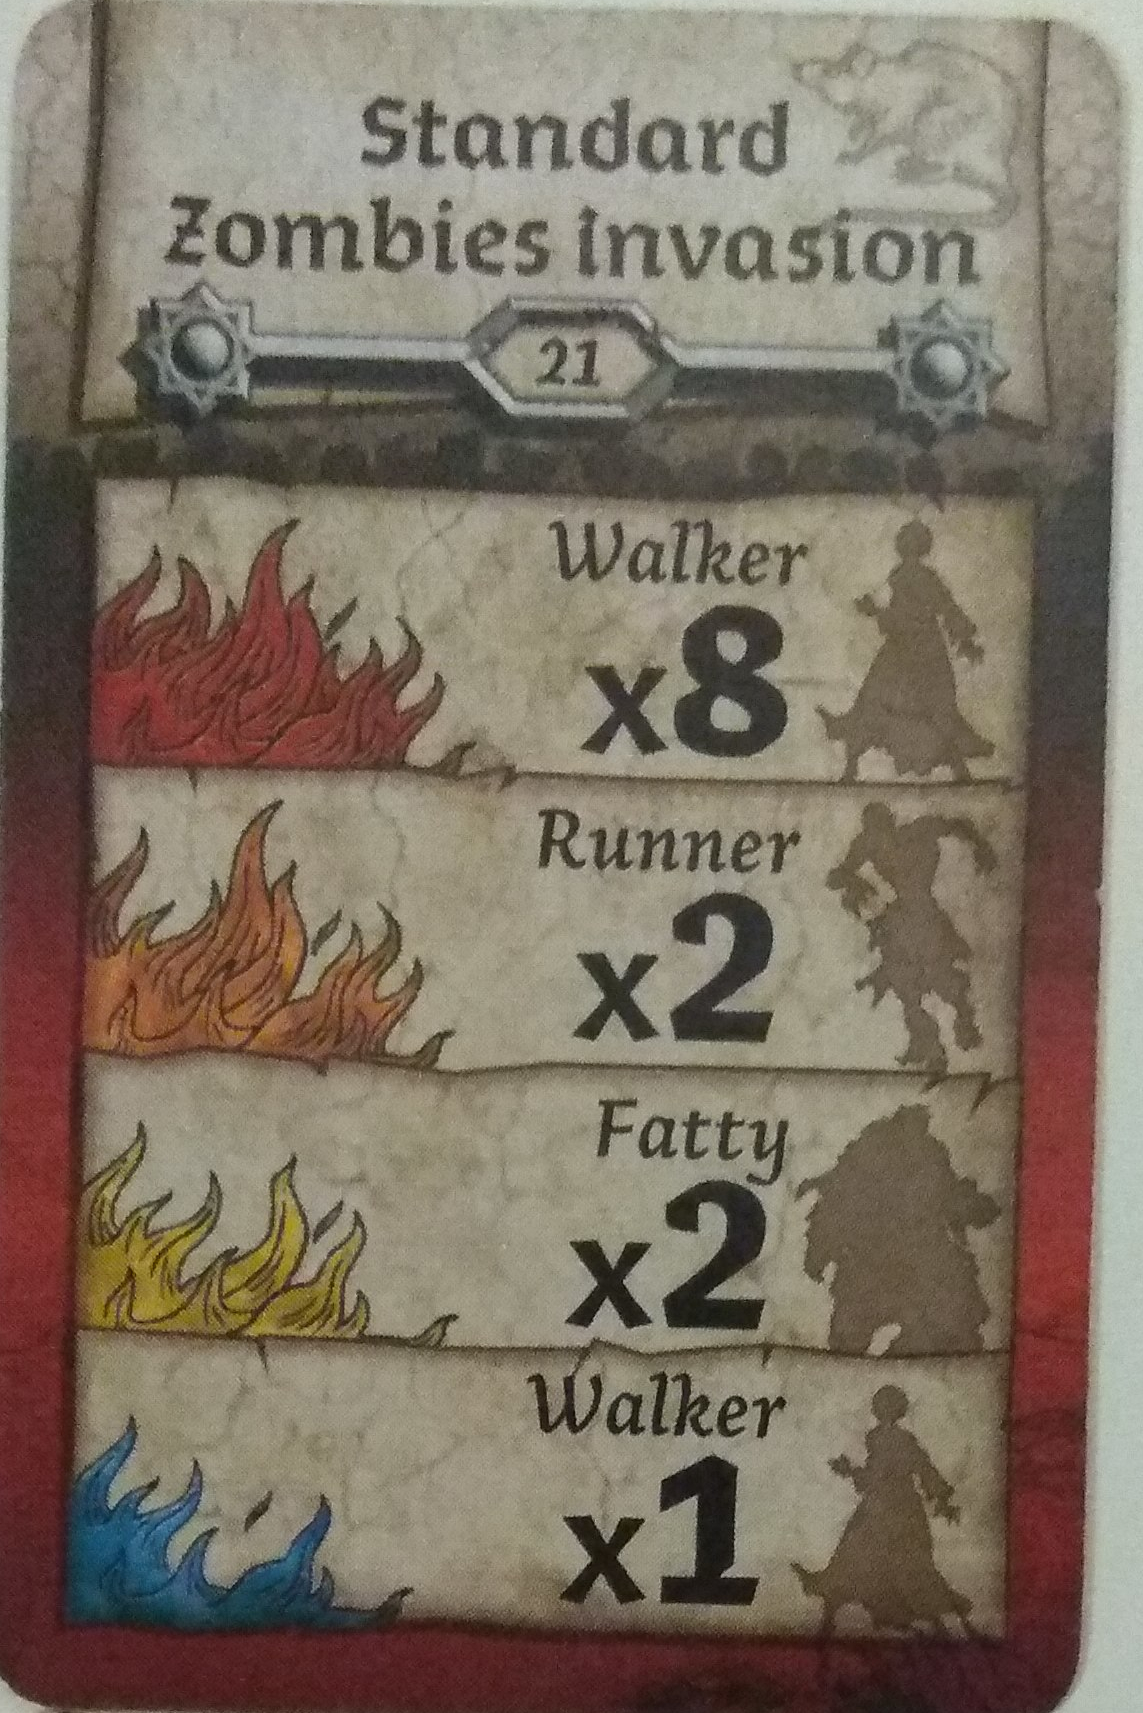 Standard
Zombies invasion
21
Walker
x8
Runner
x2
Fatty
x2
Walker
x1